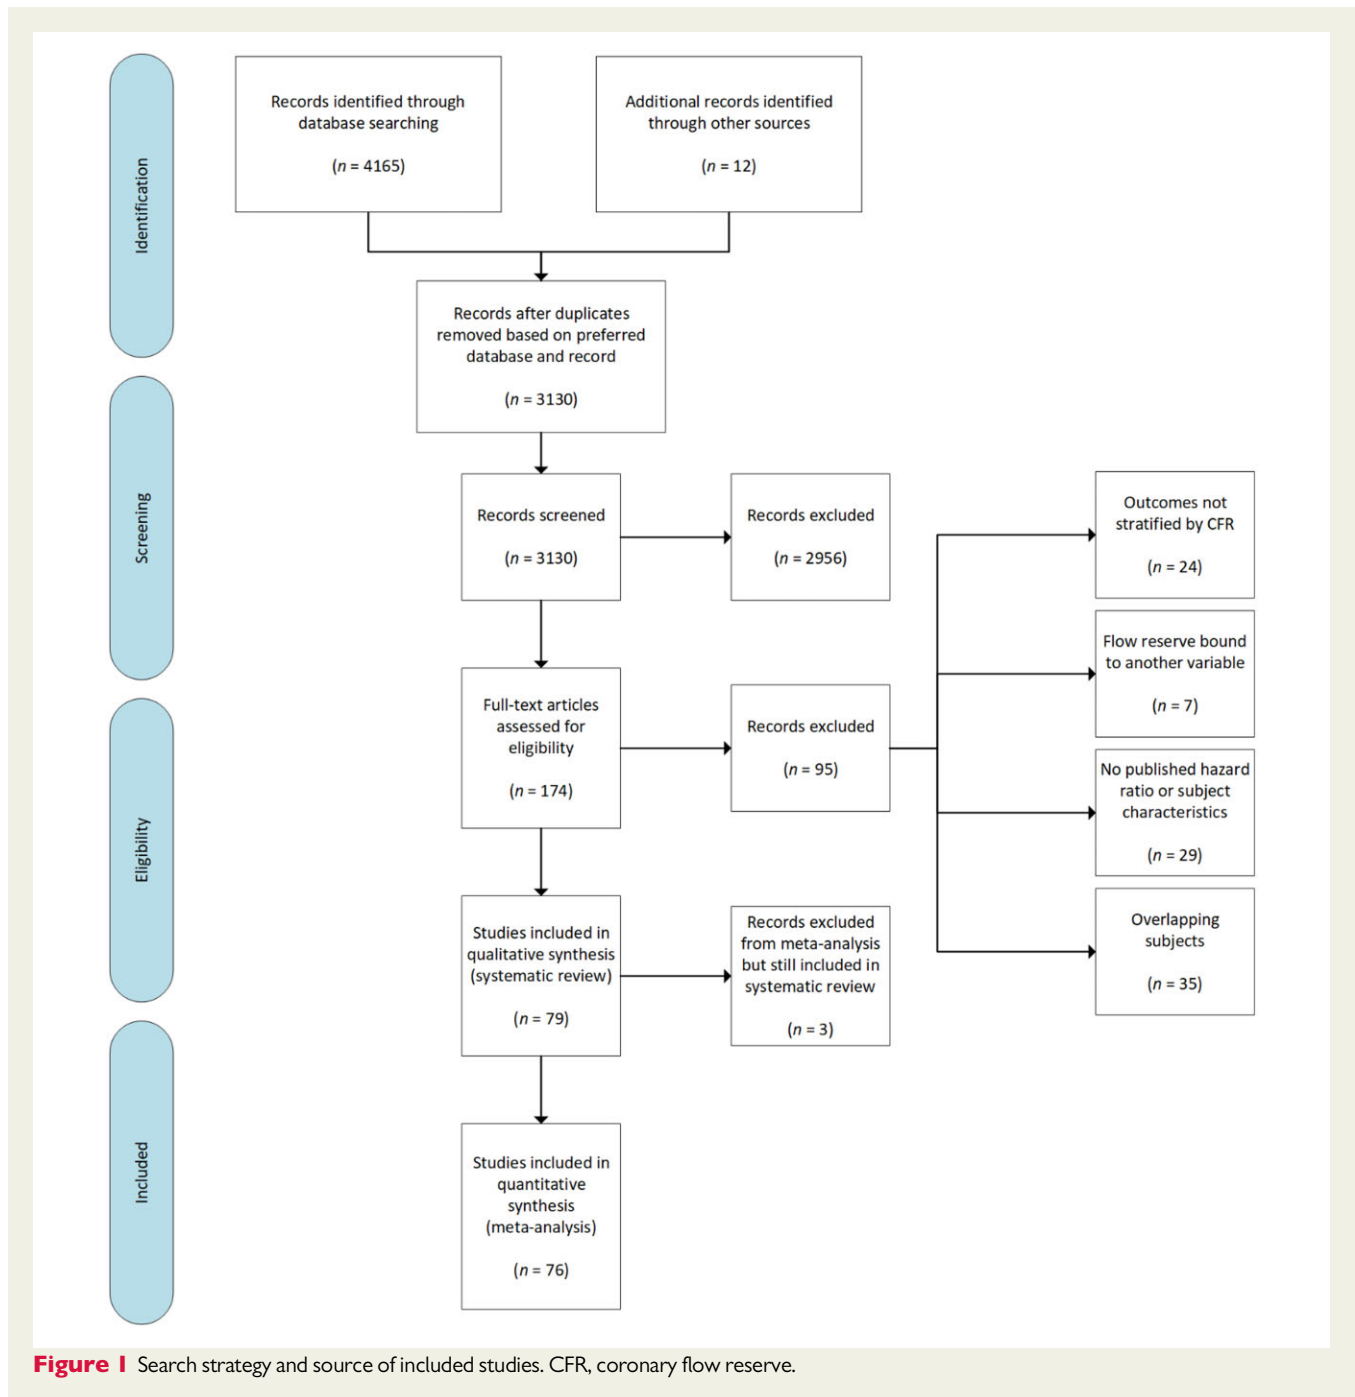 Identification
Records identified through
database searching
(n = 4165)
Additional records identified
through other sources
(n = 12)
Records after duplicates
removed based on preferred
database and record
(n = 3130)
Screening
Records screened
(n = 3130)
Records excluded
(n = 2956)
Outcomes not
stratified by CFR
(n = 24)
Flow reserve bound
to another variable
(n = 7)
Full-text articles
assessed for
eligibility
(n = 174)
Records excluded
(n = 95)
No published hazard
ratio or subject
characteristics
(n = 29)
Eligibility
Studies included in
qualitative synthesis
(systematic review)
(n = 79)
Records excluded
from meta-analysis
but still included in
systematic review
(n = 3)
Overlapping
subjects
(n = 35)
Included
Studies included in
quantitative
synthesis
(meta-analysis)
(n = 76)
Figure 1 Search strategy and source of included studies. CFR, coronary flow reserve.